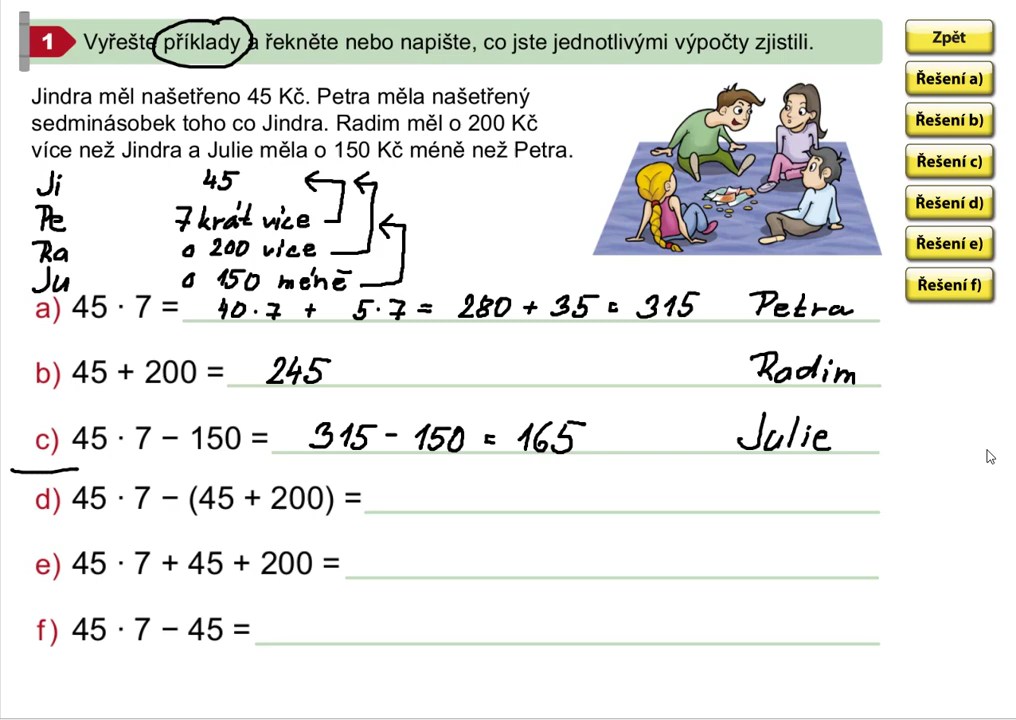 1 Vyřešte příklady a řekněte nebo napište, co jste jednotlivými výpočty zjistili.
Jindra měl našetřeno 45 Kč. Petra měla našetřený
sedminásobek toho co Jindra. Radim měl o 200 Kč
více než Jindra a Julie měla o 150 Kč méně než Petra.
Ji 45
Pe 7 krát více
Ra o 200 více
Ju o 150 méně
a) 45 · 7 = 40 · 7 + 5 · 7 = 280 + 35 = 315 Petra
b) 45 + 200 = 245 Radim
c) 45 · 7 − 150 = 315 - 150 = 165 Julie
d) 45 · 7 − (45 + 200) =
e) 45 · 7 + 45 + 200 =
f) 45 · 7 − 45 =
Zpět
Řešení a)
Řešení b)
Řešení c)
Řešení d)
Řešení e)
Řešení f)